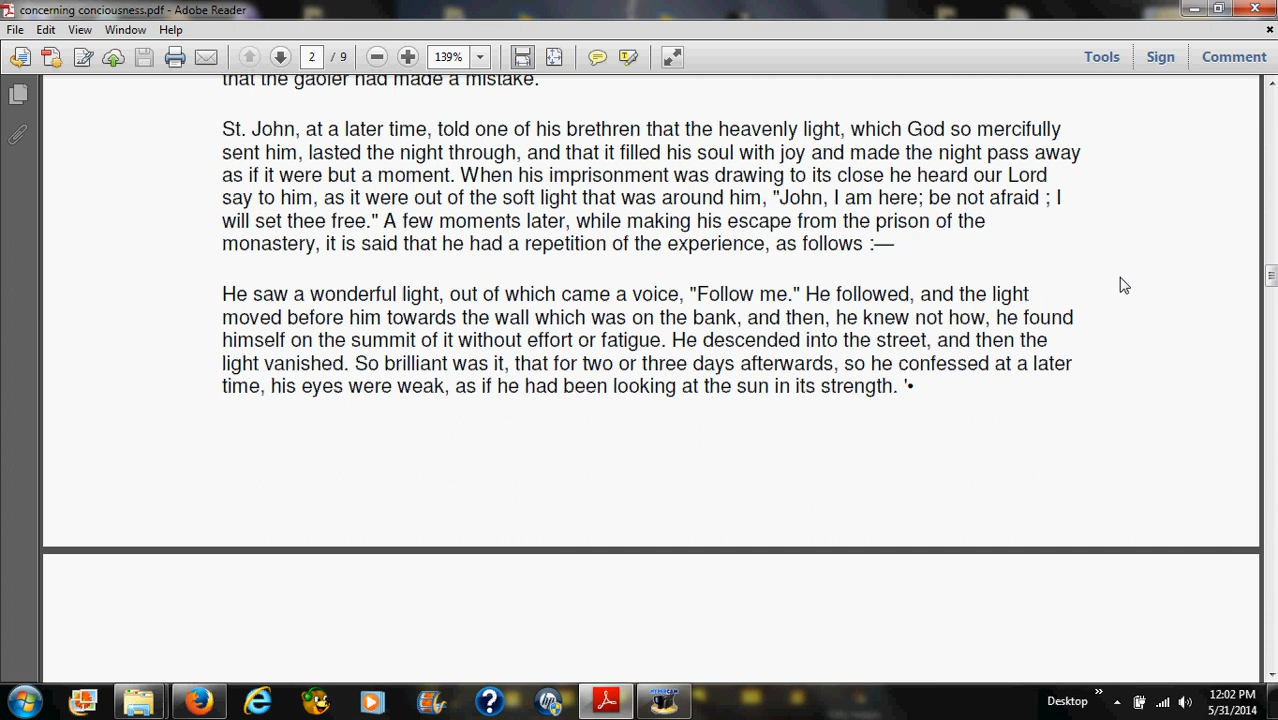 concerning conciousness.pdf - Adobe Reader
File Edit View Window Help
2 / 9 139% Tools Sign Comment
that the gaoler had made a mistake.
St. John, at a later time, told one of his brethren that the heavenly light, which God so mercifully
sent him, lasted the night through, and that it filled his soul with joy and made the night pass away
as if it were but a moment. When his imprisonment was drawing to its close he heard our Lord
say to him, as it were out of the soft light that was around him, "John, I am here; be not afraid ; I
will set thee free." A few moments later, while making his escape from the prison of the
monastery, it is said that he had a repetition of the experience, as follows :—
He saw a wonderful light, out of which came a voice, "Follow me." He followed, and the light
moved before him towards the wall which was on the bank, and then, he knew not how, he found
himself on the summit of it without effort or fatigue. He descended into the street, and then the
light vanished. So brilliant was it, that for two or three days afterwards, so he confessed at a later
time, his eyes were weak, as if he had been looking at the sun in its strength. '•
Desktop » 12:02 PM
5/31/2014